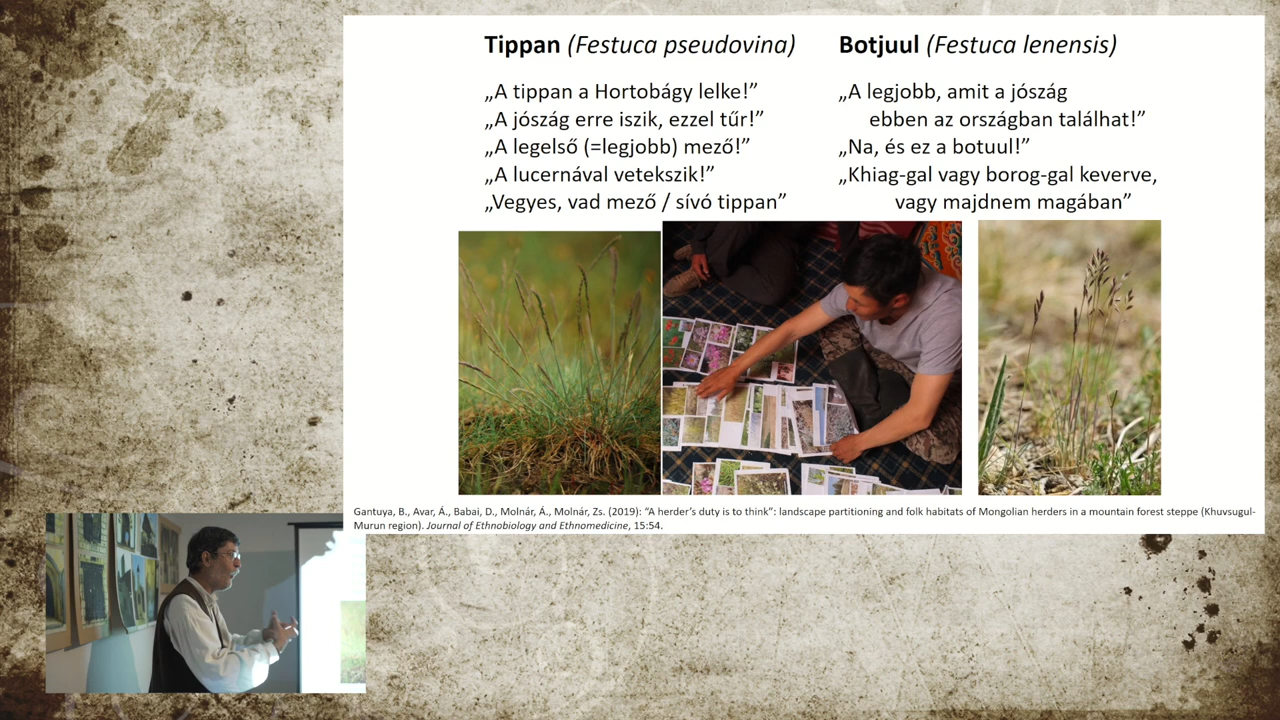 Tippan (Festuca pseudovina)
„A tippan a Hortobágy lelke!”
„A jószág erre iszik, ezzel tűr!”
„A legelső (=legjobb) mező!”
„A lucernával vetekszik!”
„Vegyes, vad mező / sívó tippan”
Botjuul (Festuca lenensis)
„A legjobb, amit a jószág
ebben az országban találhat!”
„Na, és ez a botuul!”
„Khiag-gal vagy borog-gal keverve,
vagy majdnem magában”
Gantuya, B., Avar, Á., Babai, D., Molnár, Á., Molnár, Zs. (2019): “A herder’s duty is to think”: landscape partitioning and folk habitats of Mongolian herders in a mountain forest steppe (Khuvsugul-
Murun region). Journal of Ethnobiology and Ethnomedicine, 15:54.